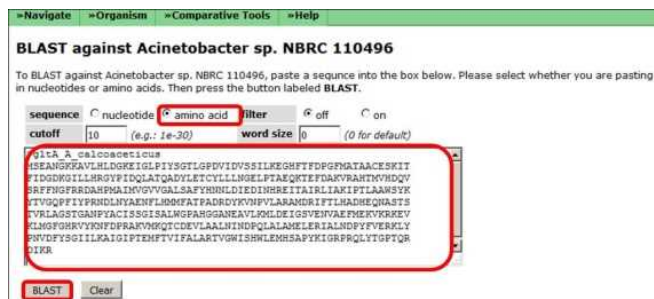 »Navigate »Organism »Comparative Tools »Help
BLAST against Acinetobacter sp. NBRC 110496
To BLAST against Acinetobacter sp. NBRC 110496, paste a sequnce into the box below. Please select whether you are pasting
in nucleotides or amino acids. Then press the button labeled BLAST.
sequence nucleotide amino acid filter off on
cutoff 10 (e.g.: 1e-30) word size 0 (0 for default)
>gltA_A_calcoaceticus
MSEANGKKAVLHLDGKEIGLPIYSGTLGPDVIDVSSILKEGHFTFDPGFMATAACESKIT
FIDGDKGILLHRGYPIDQLATQADYLETCYLLLNGELPTAEQKTEFDAKVRAHTMVHDQV
SRFFNGFRRDAHPMAIMVGVVGALSAFYHNNLDIEDINHREITAIRLIAKIPTLAAWSYK
YTVGQPFIYPRNDLNYAENFLHMMFATPADRDYKVNPVLARAMDRIFTLHADHEQNASTS
TVRLAGSTGANPYACISSGISALWGPAHGGANEAVLKMLDEIGSVENVAEFMEKVKRKEV
KLMGFGHRVYKNFDPRAKVMKQTCDEVLAALNINDPQLALAMELERIALNDPYFVERKLY
PNVDFYSGIILKAIGIPTEMFTVIFALARTVGWISHWLEMHSAPYKIGRPRQLYTGPTQR
DIKR
BLAST Clear